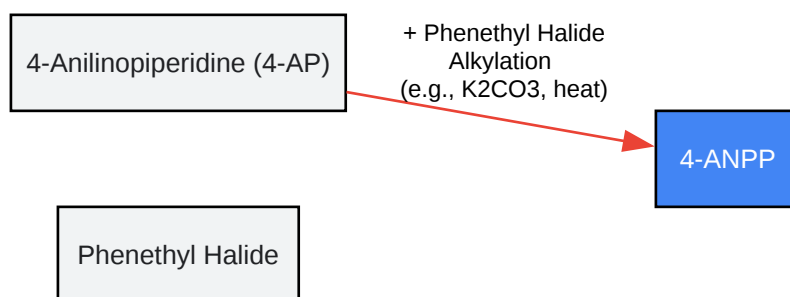 4-Anilinopiperidine (4-AP)
+ Phenethyl Halide
Alkylation
(e.g., K2CO3, heat)
4-ANPP
Phenethyl Halide